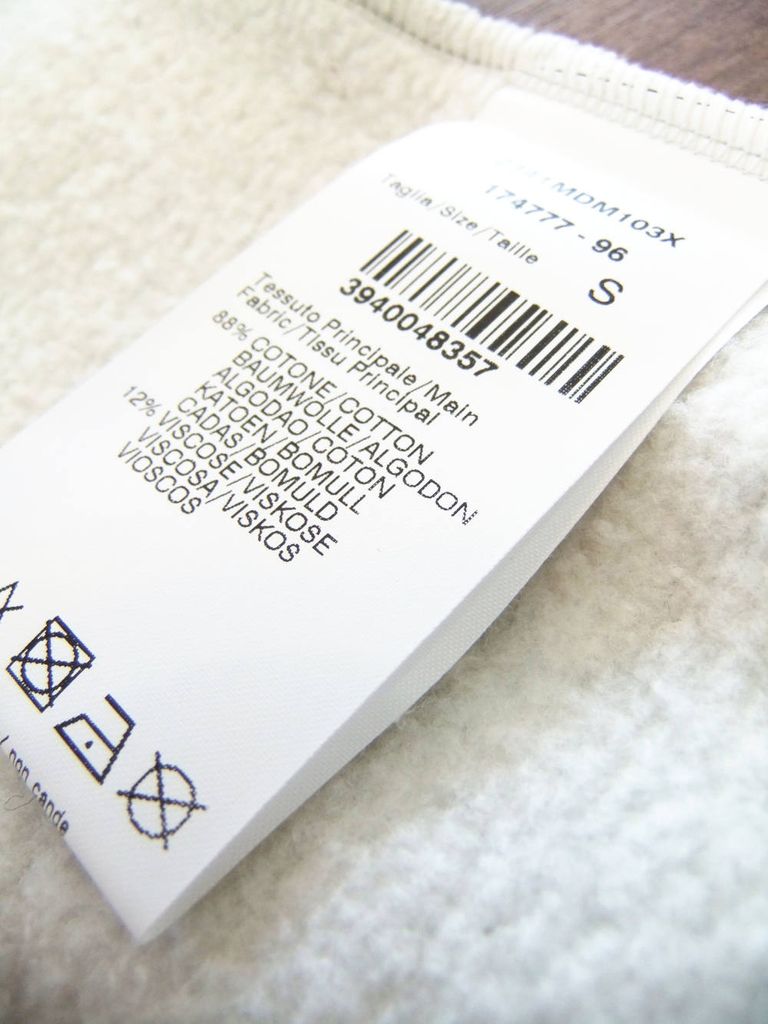 174777 - 96
Taglia/Size/Taille
S
3940048357
Tessuto Principale/Main
Fabric/Tissu Principal
88% COTONE/COTTON
BAUMWOLLE/ALGODON
ALGODAO/COTON
KATOEN/BOMULL
CADAS/BOMULD
12% VISCOSE/VISKOSE
VISCOSA/VISKOS
VIOSCOS
non cande